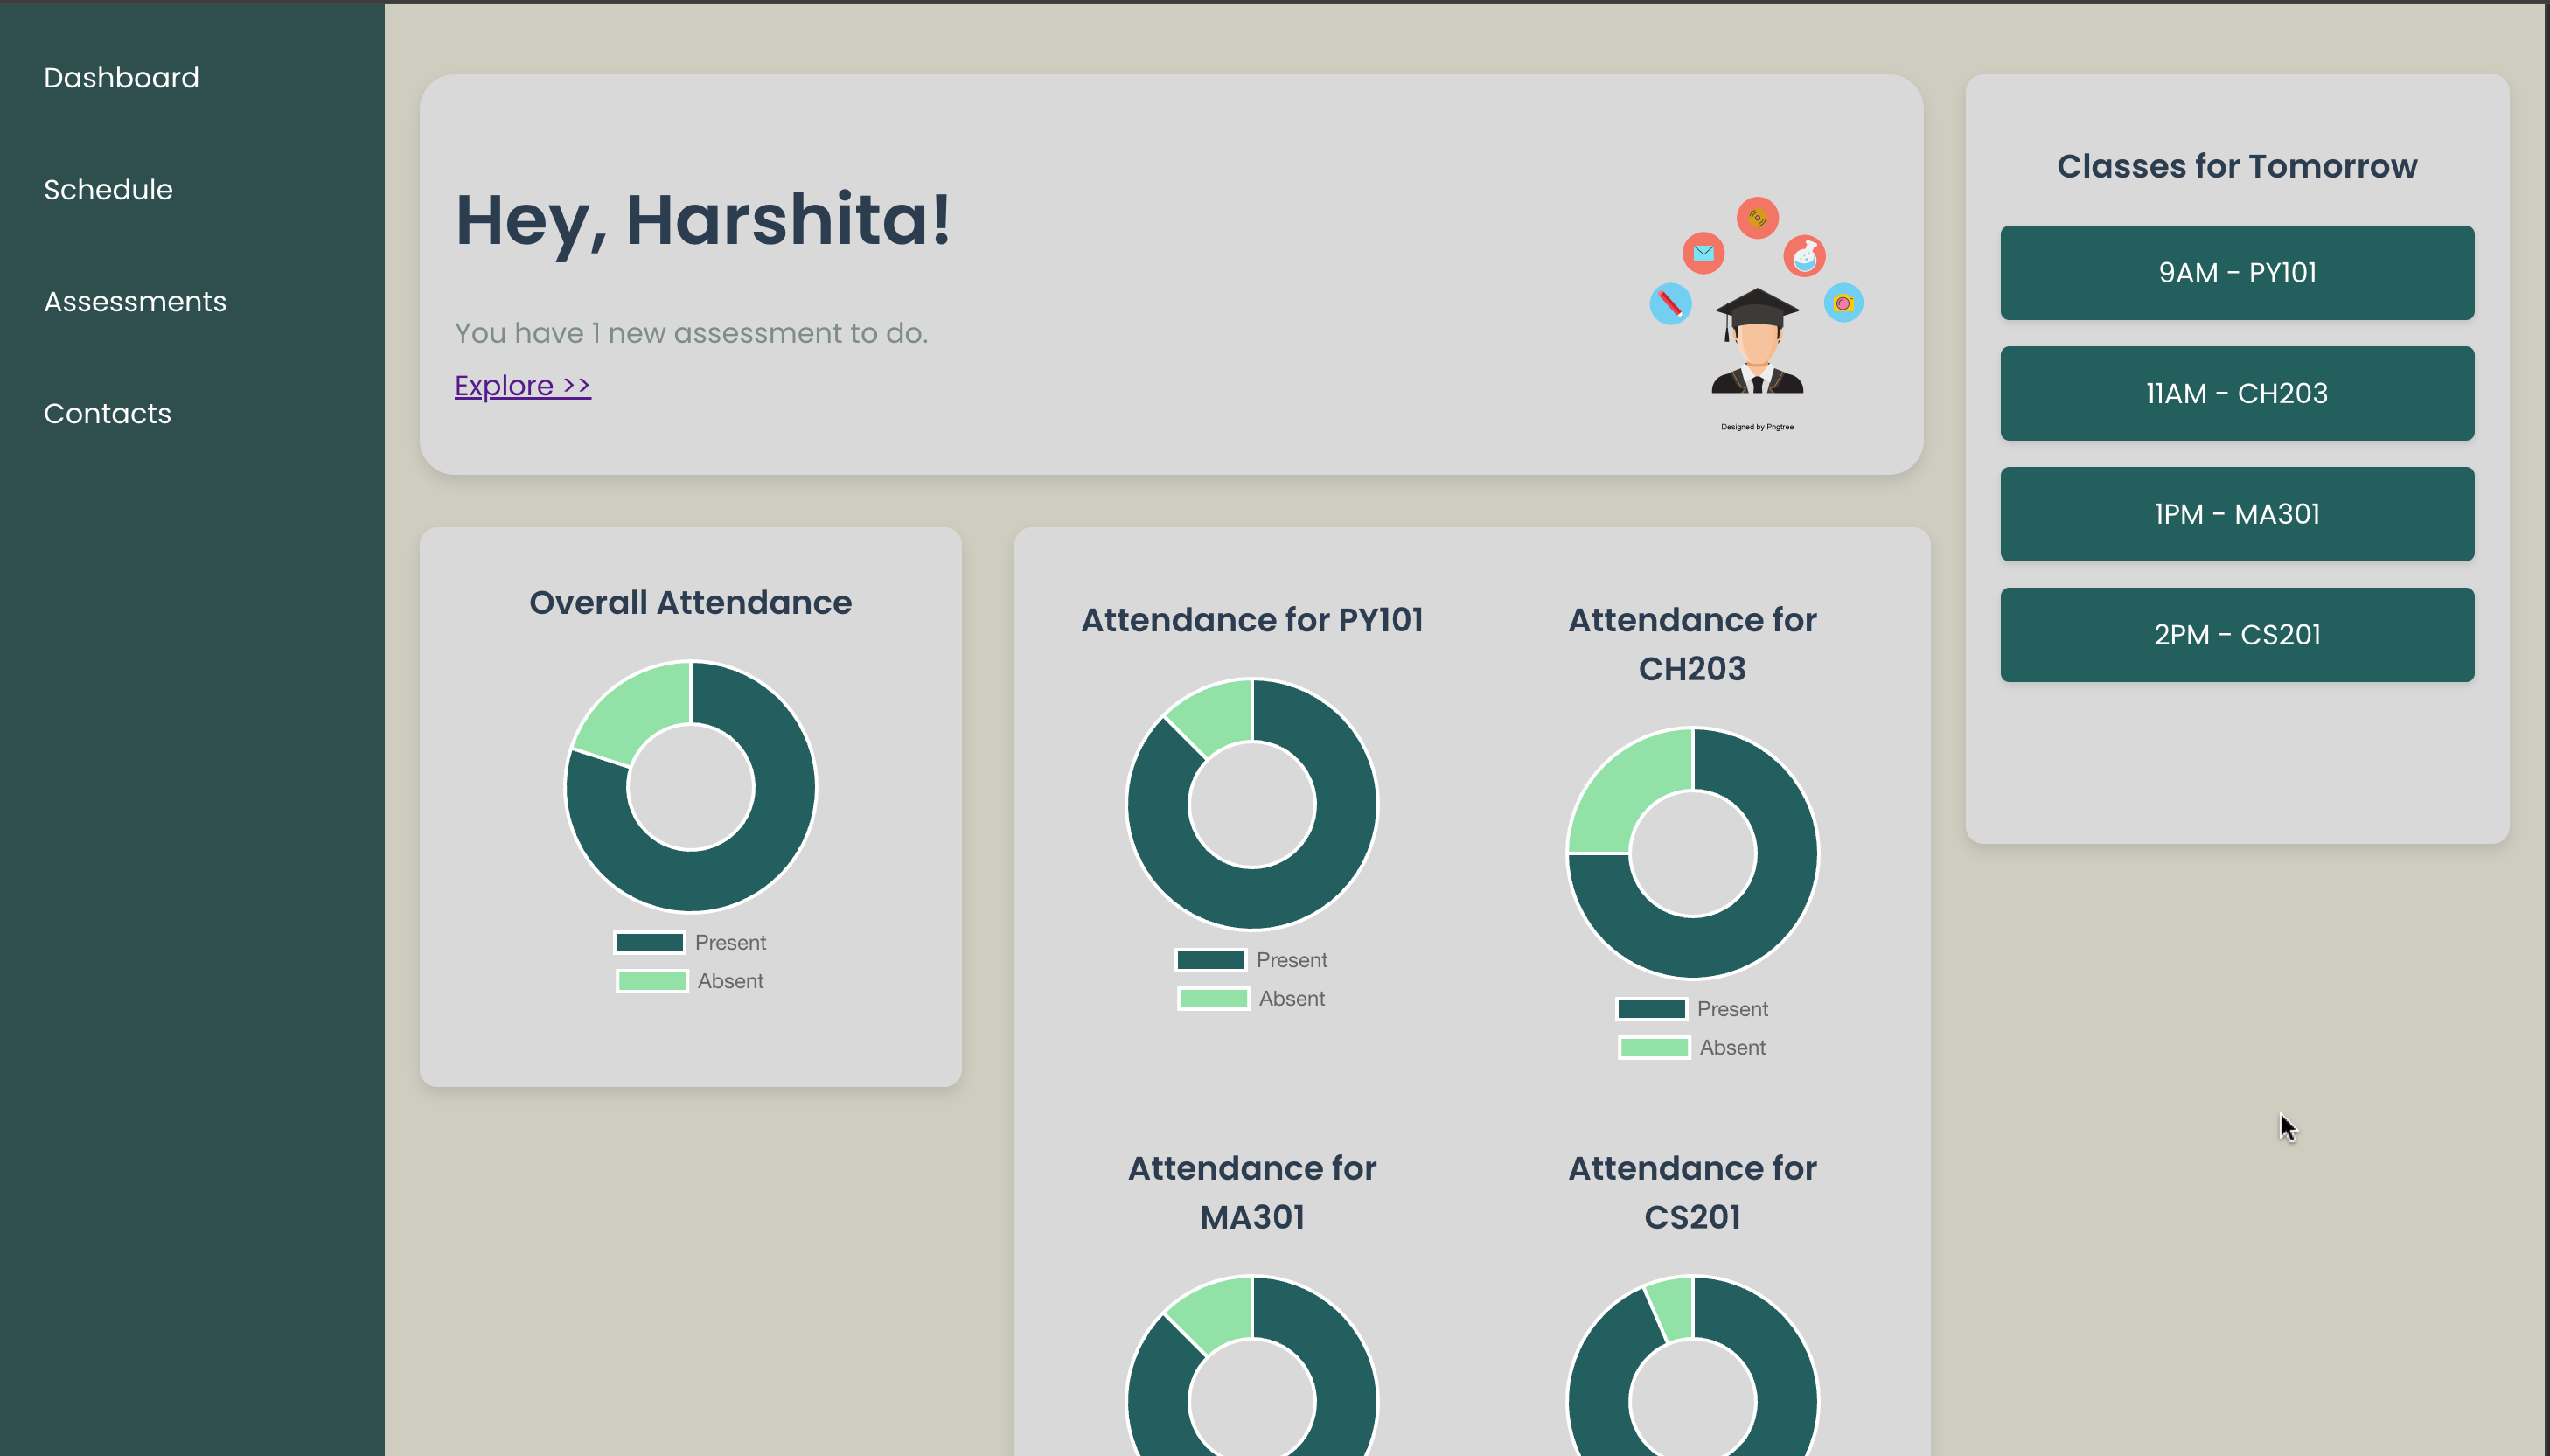 Dashboard
Schedule
Assessments
Contacts
Hey, Harshita!
You have 1 new assessment to do.
Explore >>
Designed by Pngtree
Classes for Tomorrow
9AM - PY101
11AM - CH203
1PM - MA301
2PM - CS201
Overall Attendance
Present
Absent
Attendance for PY101
Present
Absent
Attendance for
CH203
Present
Absent
Attendance for
MA301
Attendance for
CS201